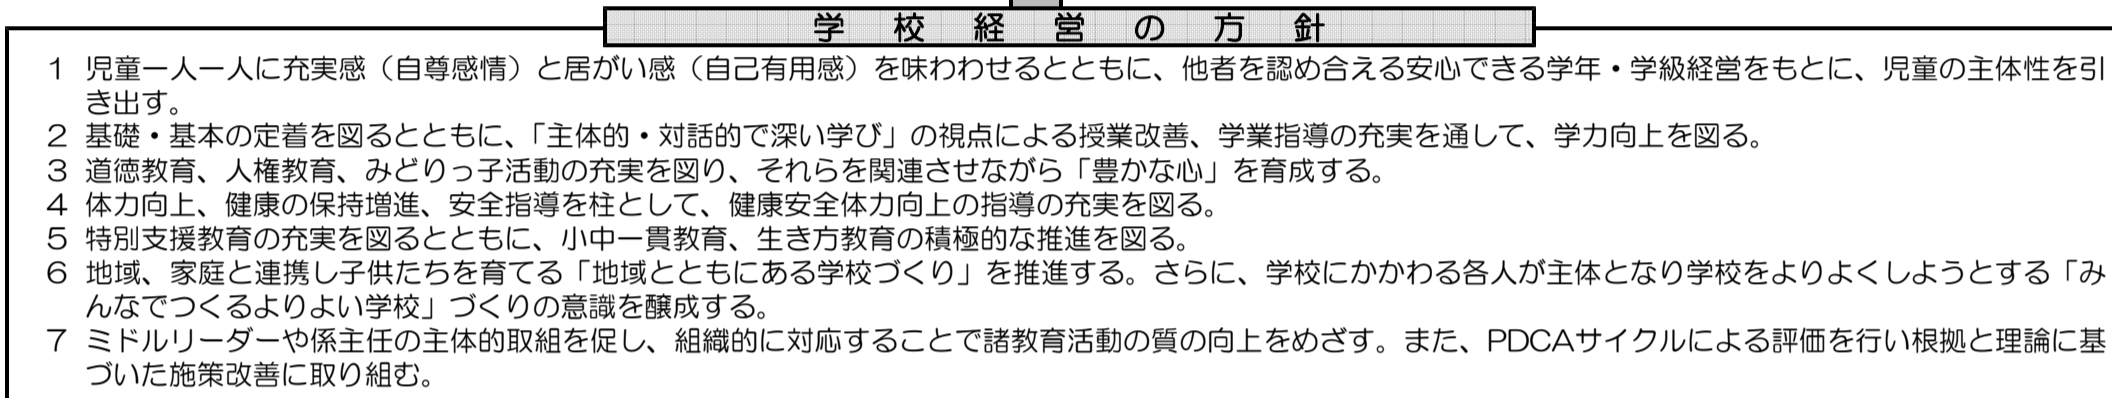 学校経営の方針
1 児童一人一人に充実感（自尊感情）と居がい感（自己有用感）を味わわせるとともに、他者を認め合える安心できる学年・学級経営をもとに、児童の主体性を引
き出す。
2 基礎・基本の定着を図るとともに、「主体的・対話的で深い学び」の視点による授業改善、学業指導の充実を通して、学力向上を図る。
3 道徳教育、人権教育、みどりっ子活動の充実を図り、それらを関連させながら「豊かな心」を育成する。
4 体力向上、健康の保持増進、安全指導を柱として、健康安全体力向上の指導の充実を図る。
5 特別支援教育の充実を図るとともに、小中一貫教育、生き方教育の積極的な推進を図る。
6 地域、家庭と連携し子供たちを育てる「地域とともにある学校づくり」を推進する。さらに、学校にかかわる各人が主体となり学校をよりよくしようとする「み
んなでつくるよりよい学校」づくりの意識を醸成する。
7 ミドルリーダーや係主任の主体的取組を促し、組織的に対応することで諸教育活動の質の向上をめざす。また、PDCAサイクルによる評価を行い根拠と理論に基
づいた施策改善に取り組む。